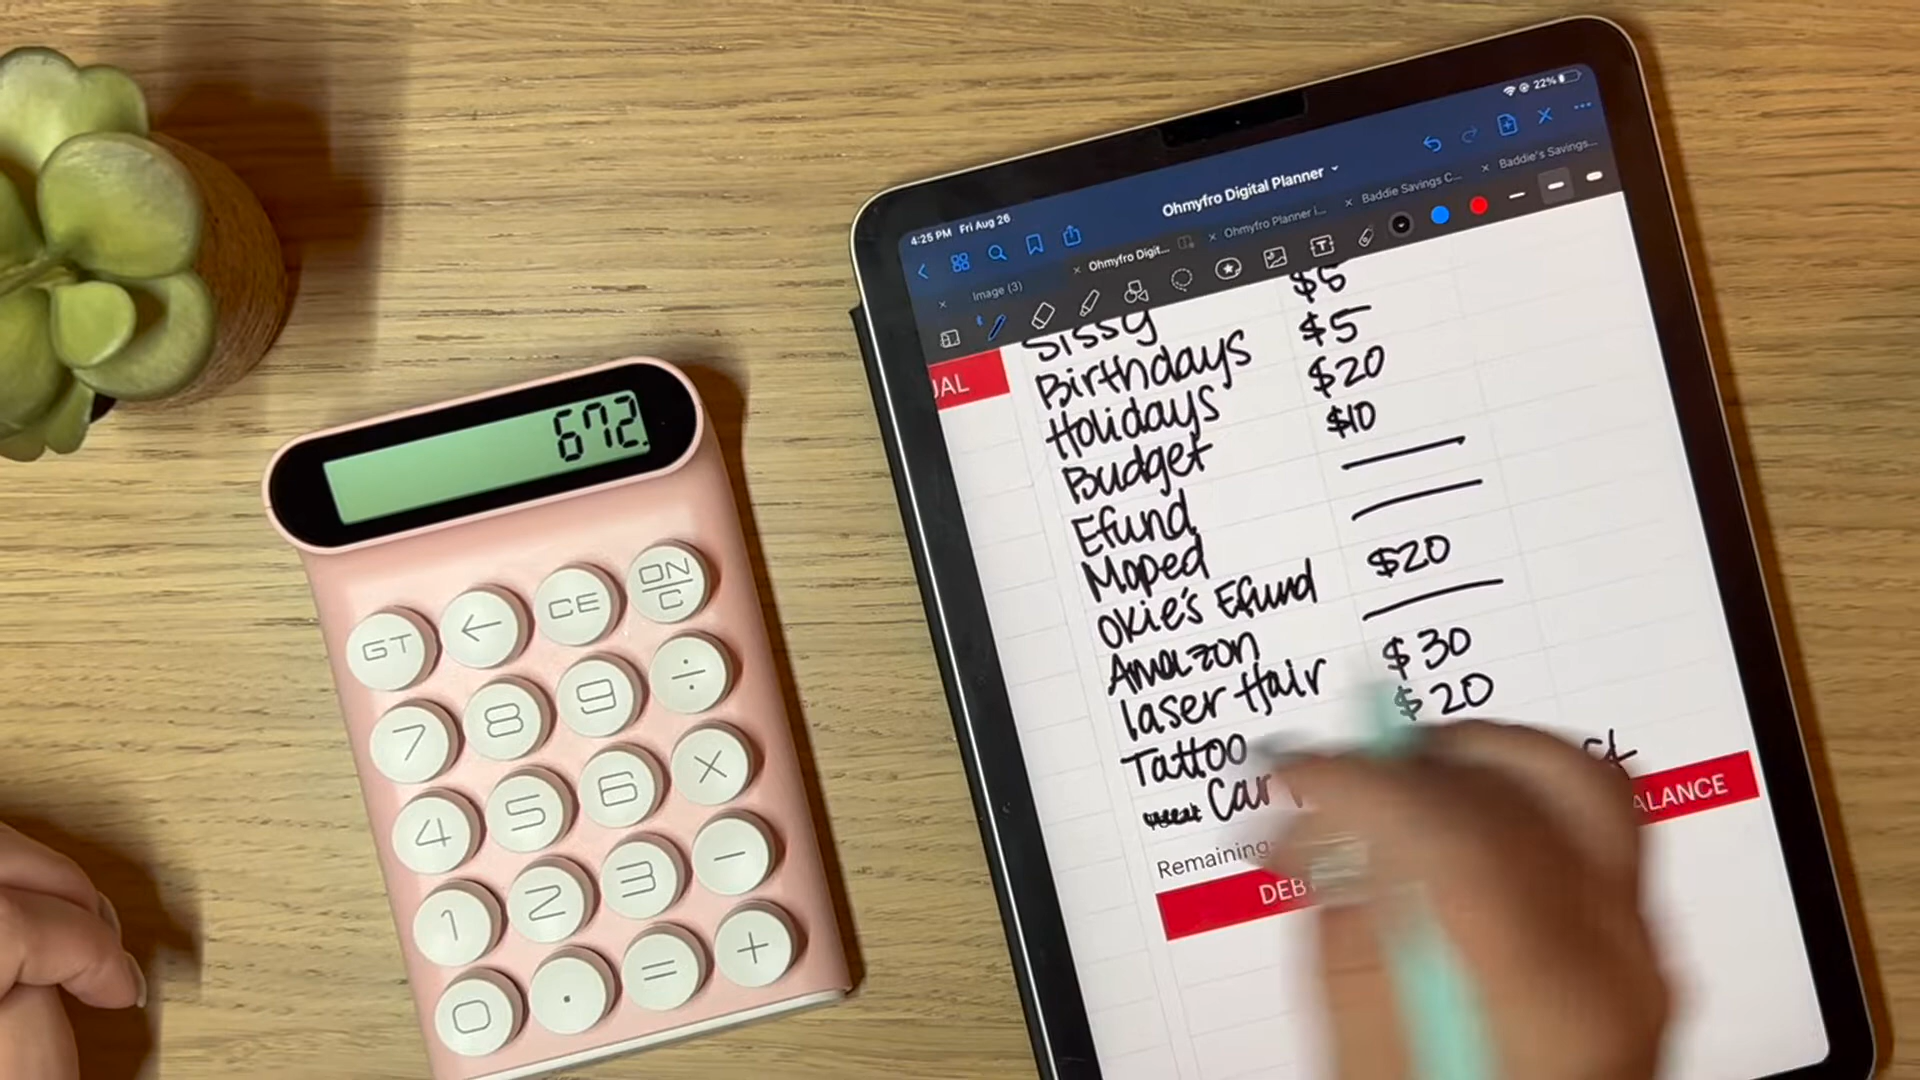 4:25 PM Fri Aug 26
22%
Ohmyfro Digital Planner
Image (3)
Ohmyfro Digit...
Ohmyfro Planner i...
Baddie Savings C...
Baddie's Savings...
$5
Sissy $5
Birthdays $20
Holidays $10
Budget
Efund
Moped $20
Okie's Efund
Amazon $30
laser Hair $20
Tattoo
Car
Remaining
DEB
ALANCE
672.
GT ← CE ON/C
7 8 9 ÷
4 5 6 ×
1 2 3 −
0 . = +